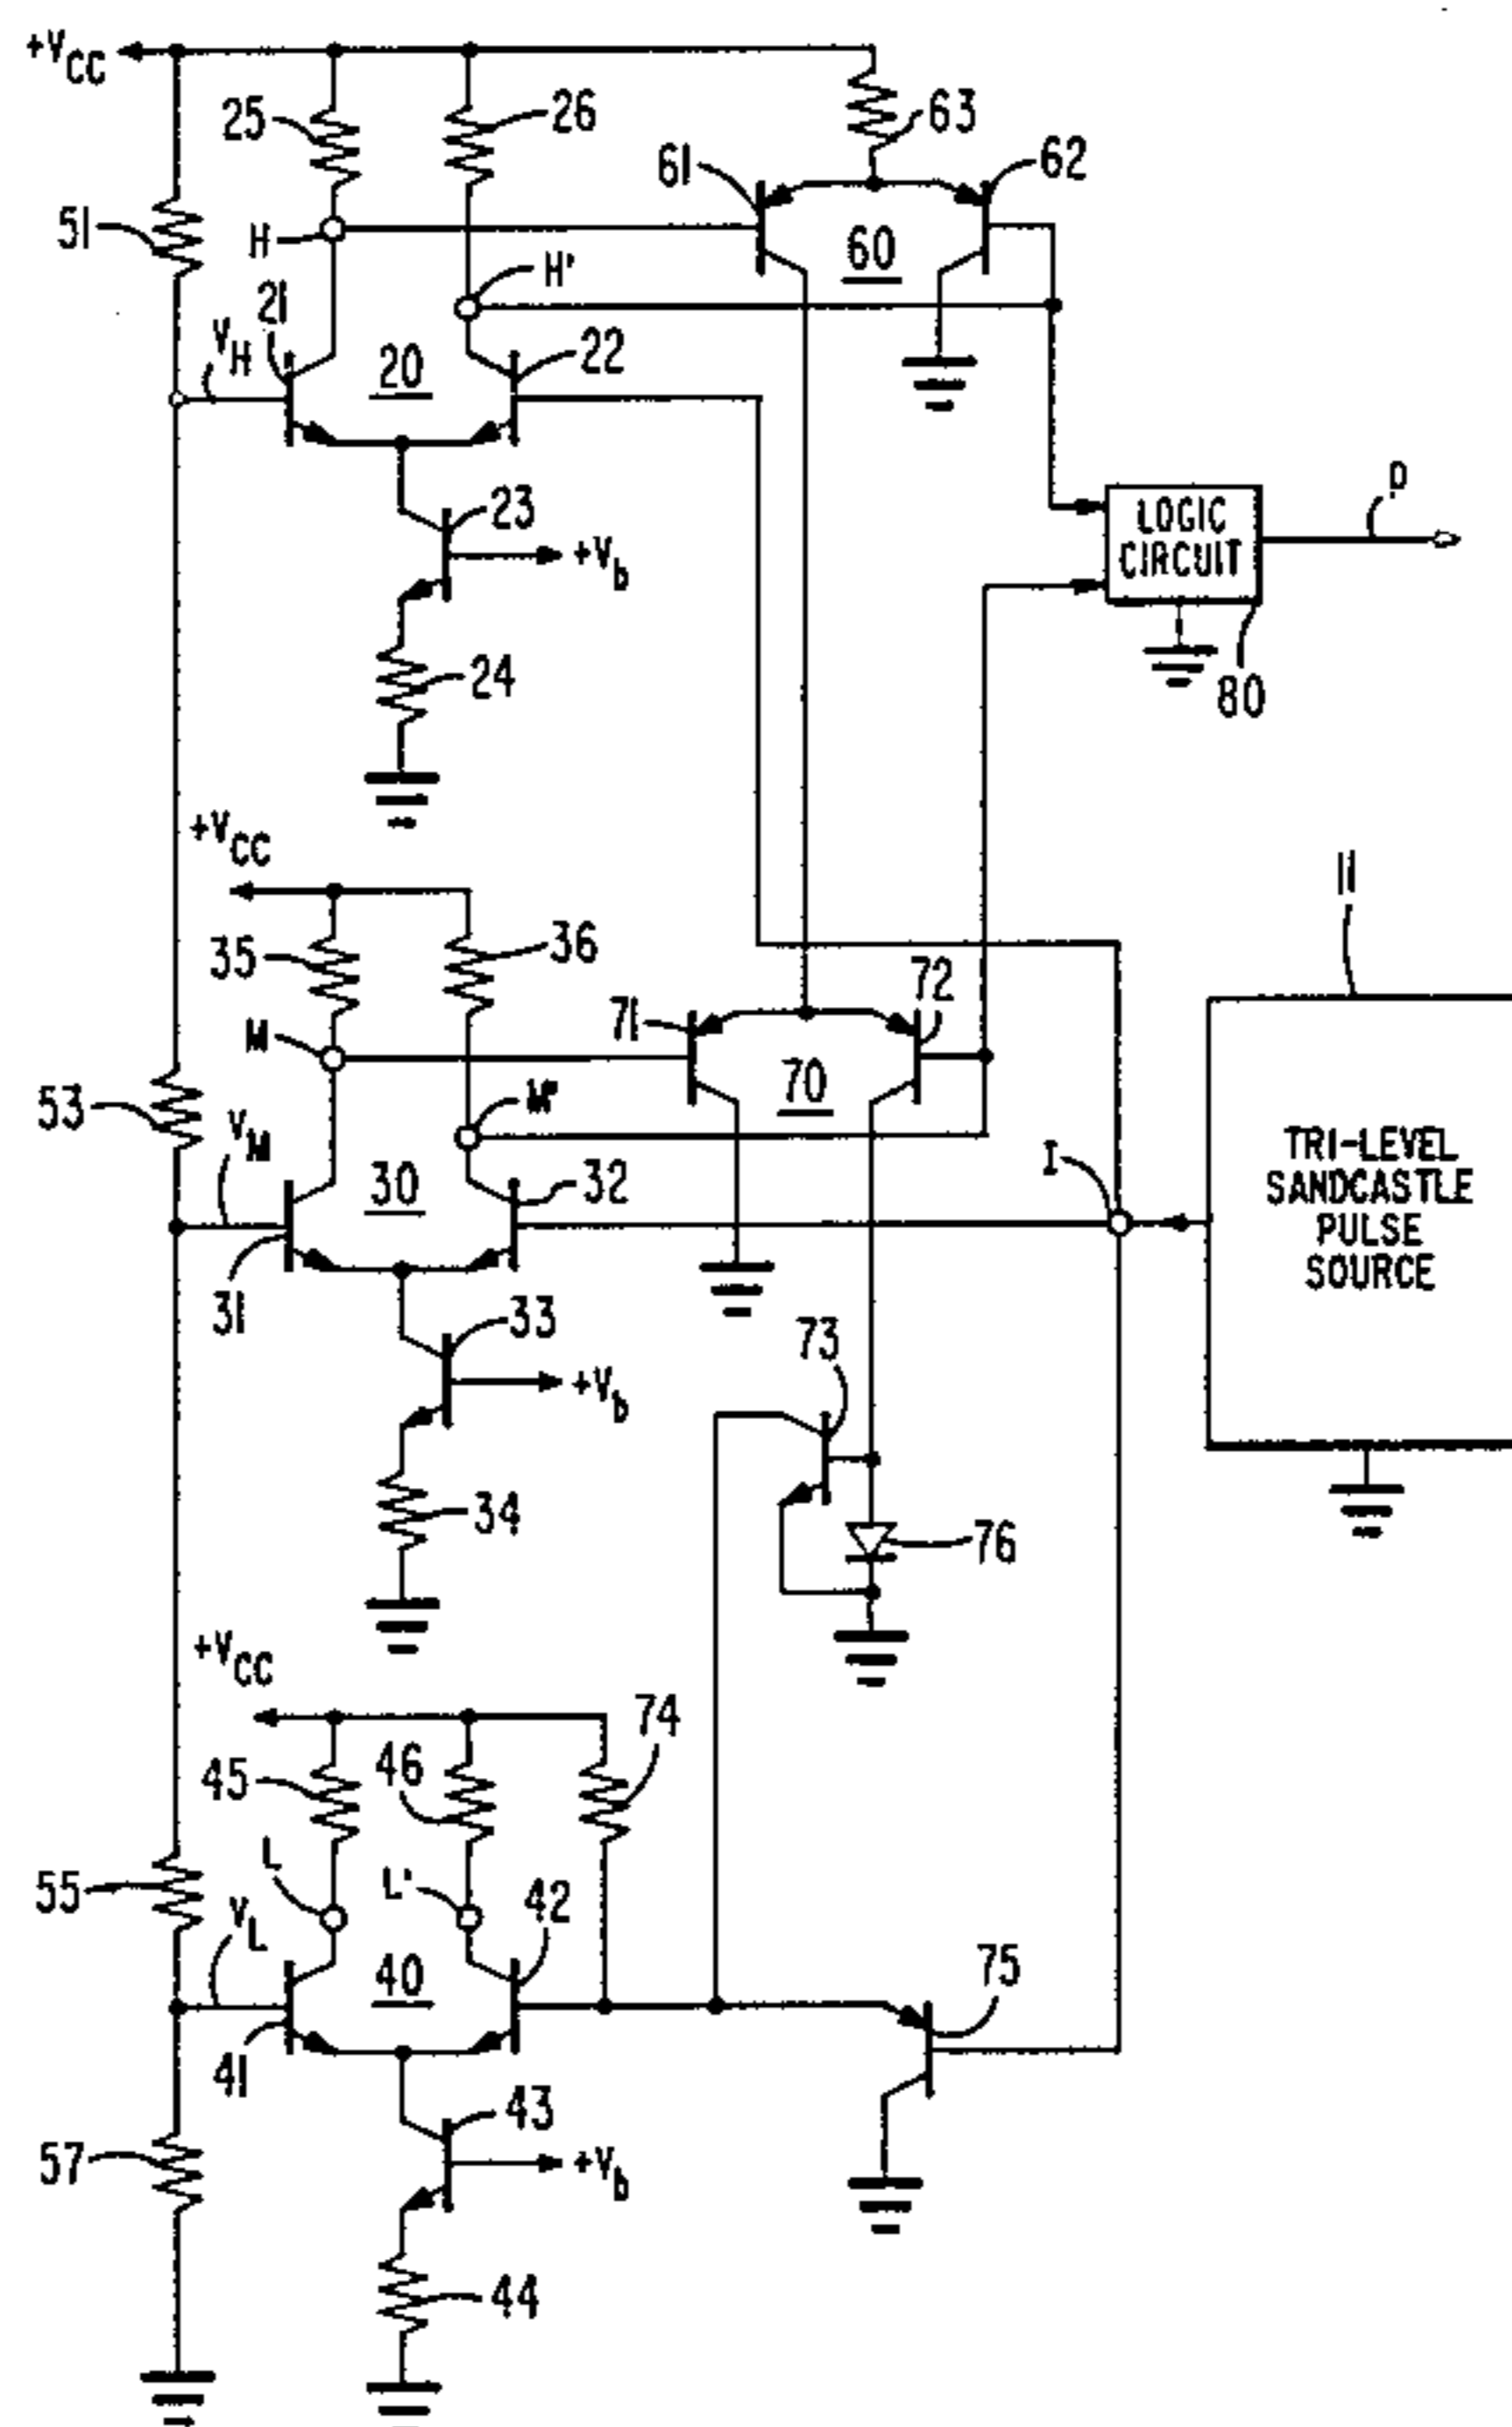 +VCC
25
26
63
61
62
51
H
60
H'
21
VH
20
22
P
23
LOGIC
CIRCUIT
+Vb
24
80
+VCC
11
35
36
M
71
72
53
VM
M'
70
I
TRI-LEVEL
SANDCASTLE
PULSE
SOURCE
30
32
31
33
73
+Vb
34
76
+VCC
74
45
46
L
L'
42
55
VL
40
75
41
43
57
+Vb
44